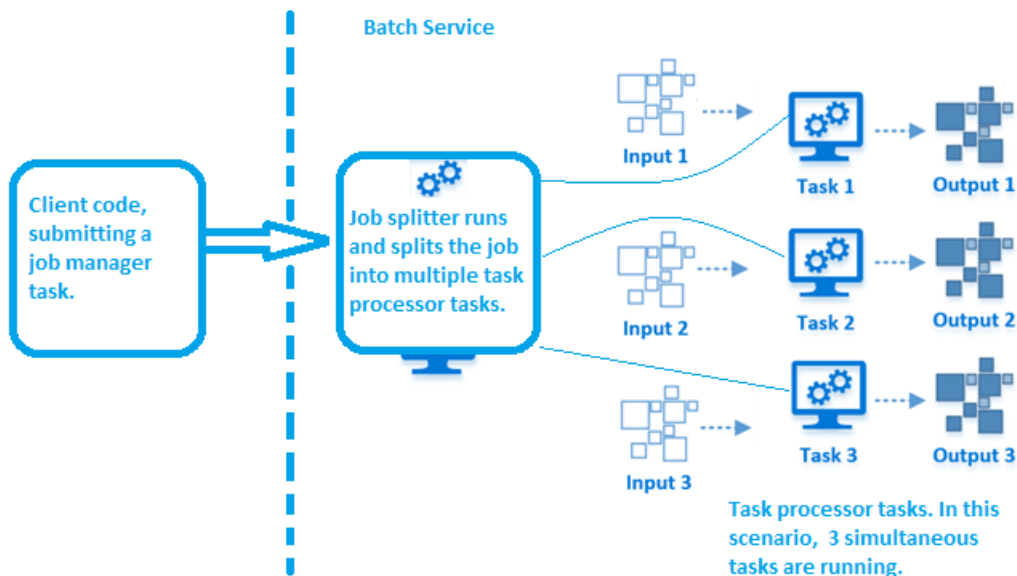 Batch Service
Client code,
submitting a
job manager
task.
Job splitter runs
and splits the job
into multiple task
processor tasks.
Input 1
Task 1
Output 1
Input 2
Task 2
Output 2
Input 3
Task 3
Output 3
Task processor tasks. In this
scenario, 3 simultaneous
tasks are running.